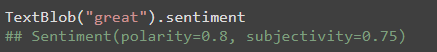 TextBlob("great").sentiment
## Sentiment(polarity=0.8, subjectivity=0.75)